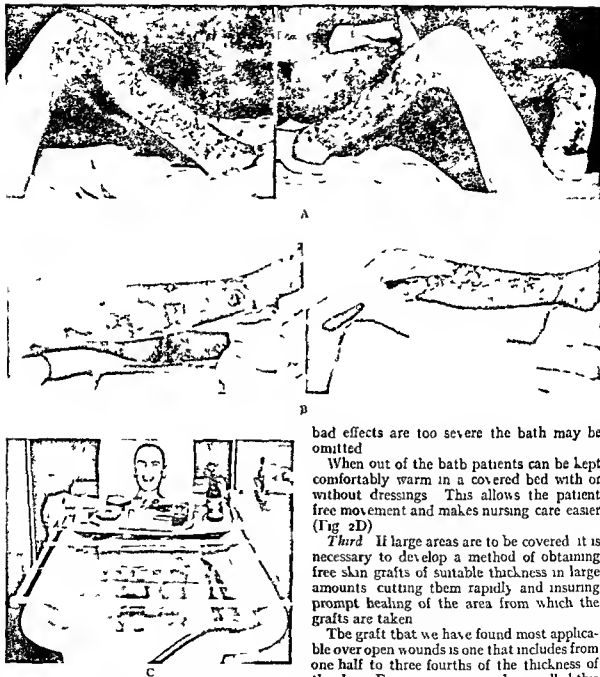 A
B
C
bad effects are too severe the bath may be
omitted
When out of the bath patients can be kept
comfortably warm in a covered bed with or
without dressings This allows the patient
free movement and makes nursing care easier
(Fig 2D)
Third If large areas are to be covered it is
necessary to develop a method of obtaining
free skin grafts of suitable thickness in large
amounts cutting them rapidly and insuring
prompt healing of the area from which the
grafts are taken
The graft that we have found most applica-
ble over open wounds is one that includes from
one half to three fourths of the thickness of